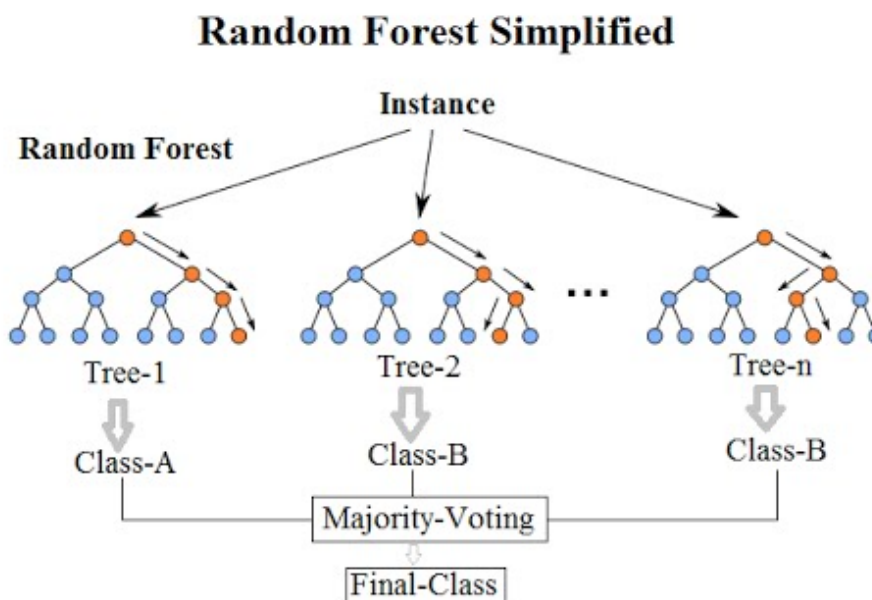 Random Forest Simplified
Instance
Random Forest
...
Tree-1
Tree-2
Tree-n
Class-A
Class-B
Class-B
Majority-Voting
Final-Class